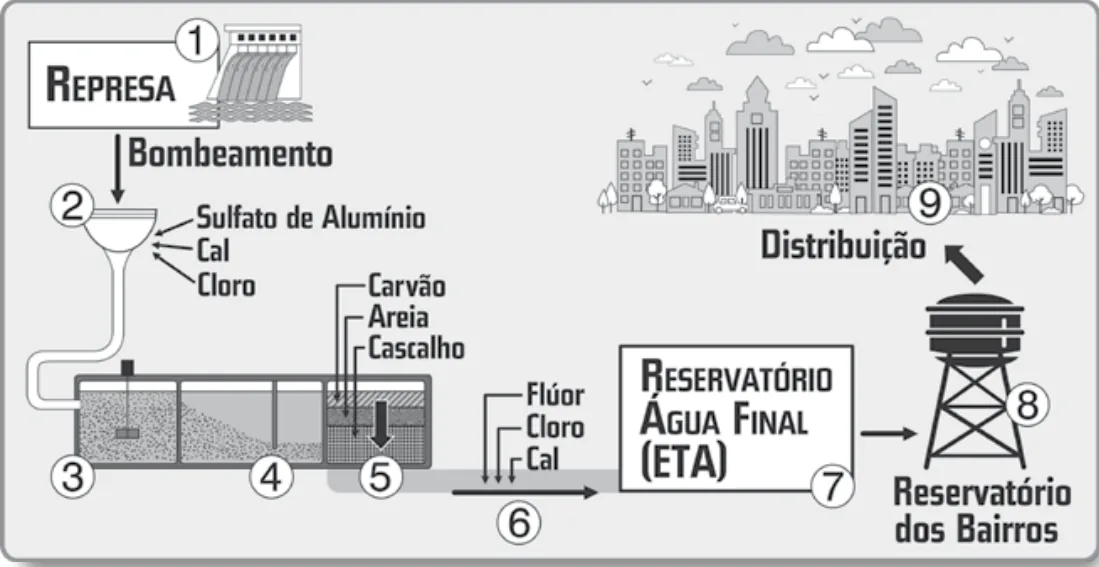 1
REPRESA
Bombeamento
2
Sulfato de Alumínio
Cal
Cloro
Carvão
Areia
Cascalho
3
4
5
Flúor
Cloro
Cal
6
RESERVATÓRIO
ÁGUA FINAL
(ETA)
7
8
Reservatório
dos Bairros
9
Distribuição